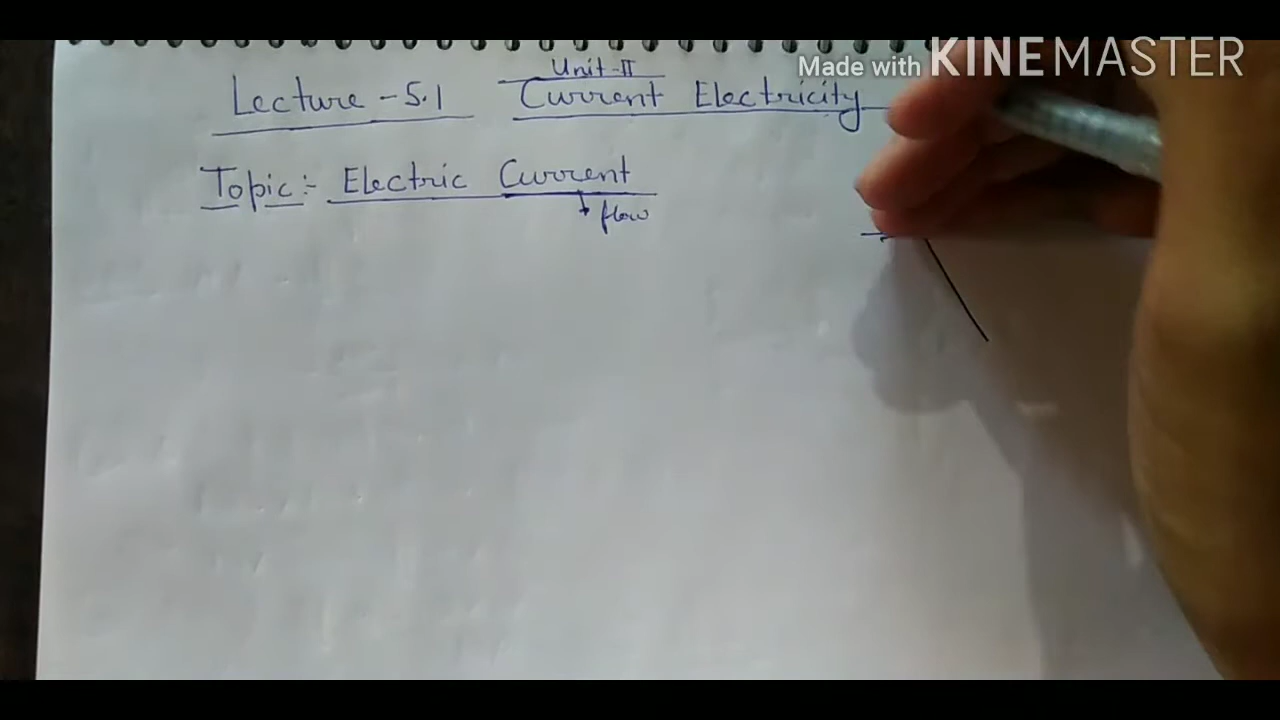 Made with KINEMASTER
Unit-II
Lecture - 5.1 Current Electricity
Topic:- Electric Current
flow